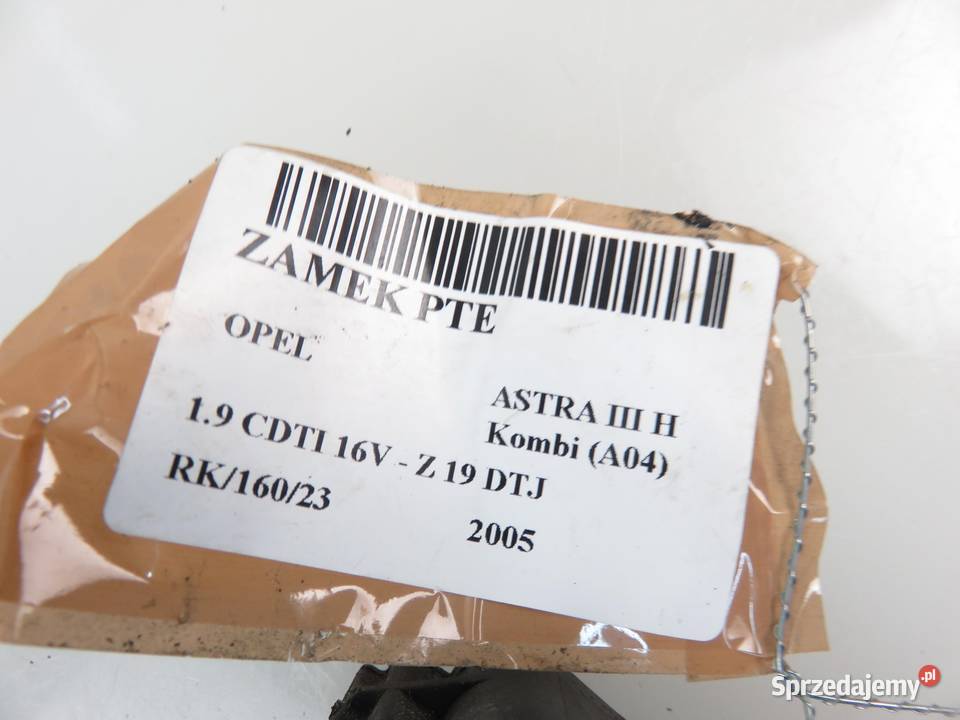 ZAMEK PTE
OPEL
ASTRA III H
Kombi (A04)
1.9 CDTI 16V - Z 19 DTJ
RK/160/23
2005
Sprzedajemy.pl